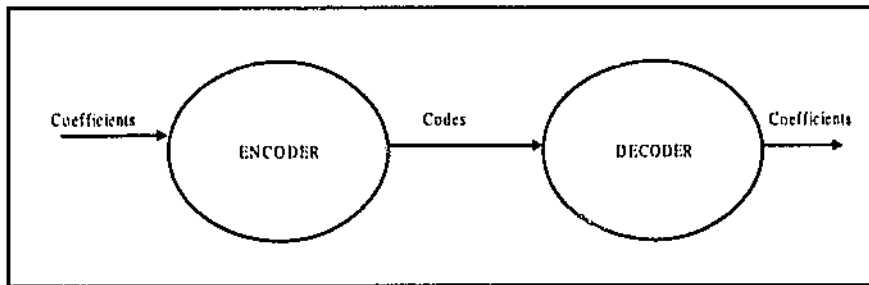 Coefficients
ENCODER
Codes
DECODER
Coefficients